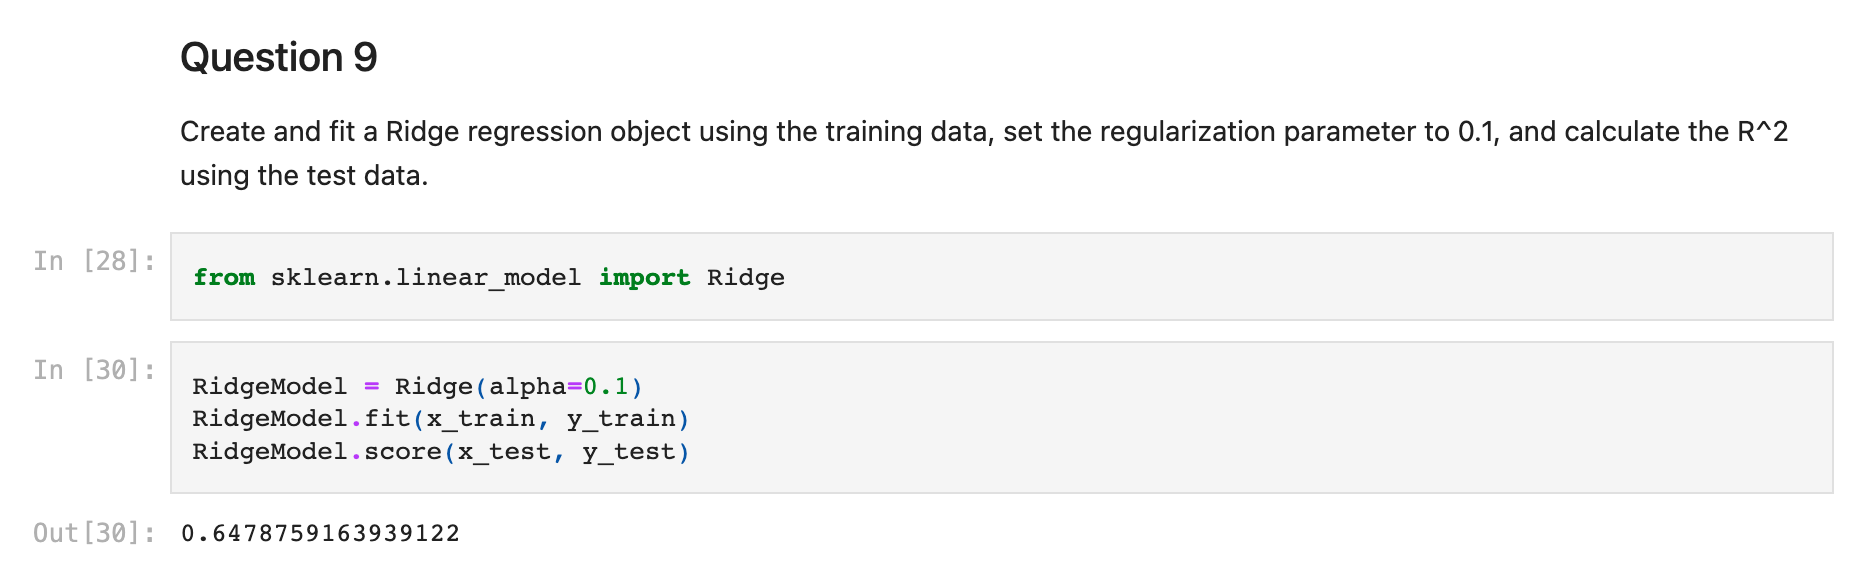 Question 9
Create and fit a Ridge regression object using the training data, set the regularization parameter to 0.1, and calculate the R^2
using the test data.
In [28]:
from sklearn.linear_model import Ridge
In [30]:
RidgeModel = Ridge(alpha=0.1)
RidgeModel.fit(x_train, y_train)
RidgeModel.score(x_test, y_test)
Out[30]: 0.6478759163939122